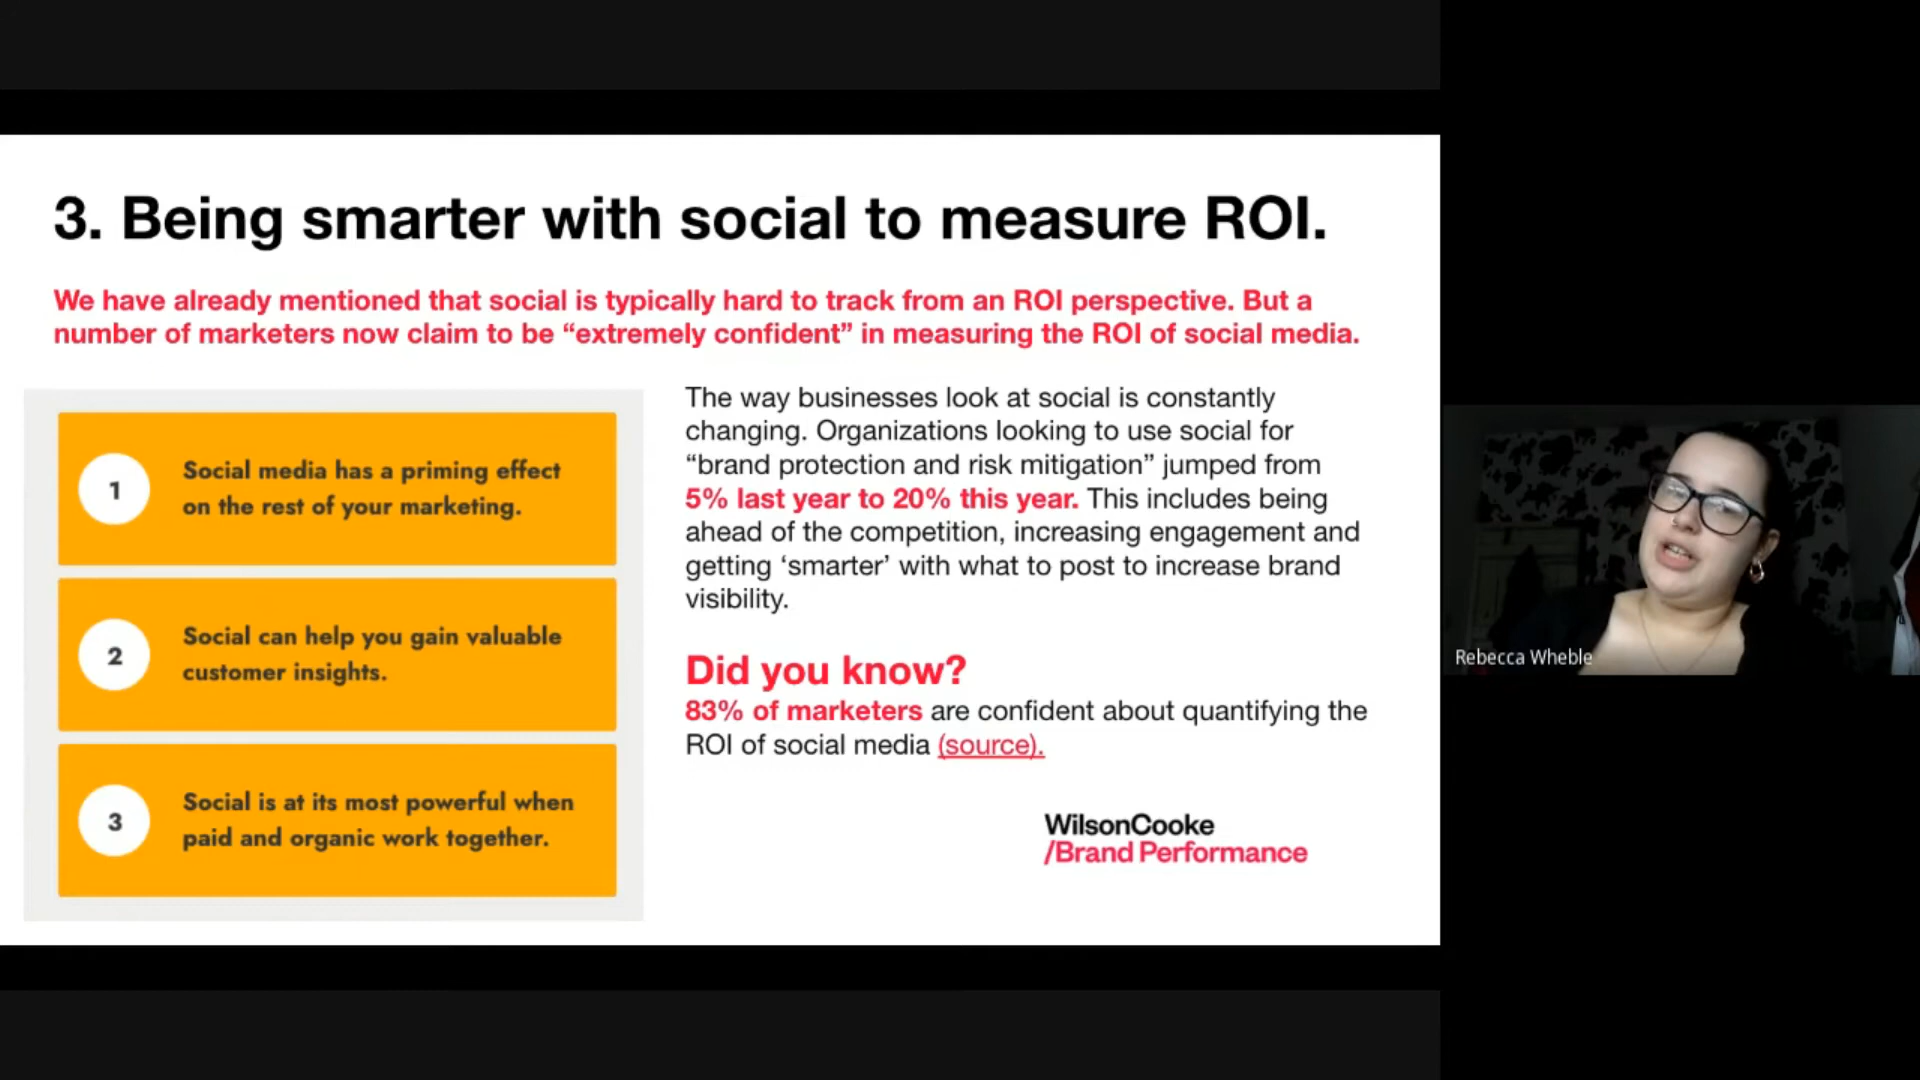 3. Being smarter with social to measure ROI.
We have already mentioned that social is typically hard to track from an ROI perspective. But a
number of marketers now claim to be “extremely confident” in measuring the ROI of social media.
1
Social media has a priming effect
on the rest of your marketing.
2
Social can help you gain valuable
customer insights.
3
Social is at its most powerful when
paid and organic work together.
The way businesses look at social is constantly
changing. Organizations looking to use social for
“brand protection and risk mitigation” jumped from
5% last year to 20% this year. This includes being
ahead of the competition, increasing engagement and
getting ‘smarter’ with what to post to increase brand
visibility.
Did you know?
83% of marketers are confident about quantifying the
ROI of social media (source).
WilsonCooke
/Brand Performance
Rebecca Wheble